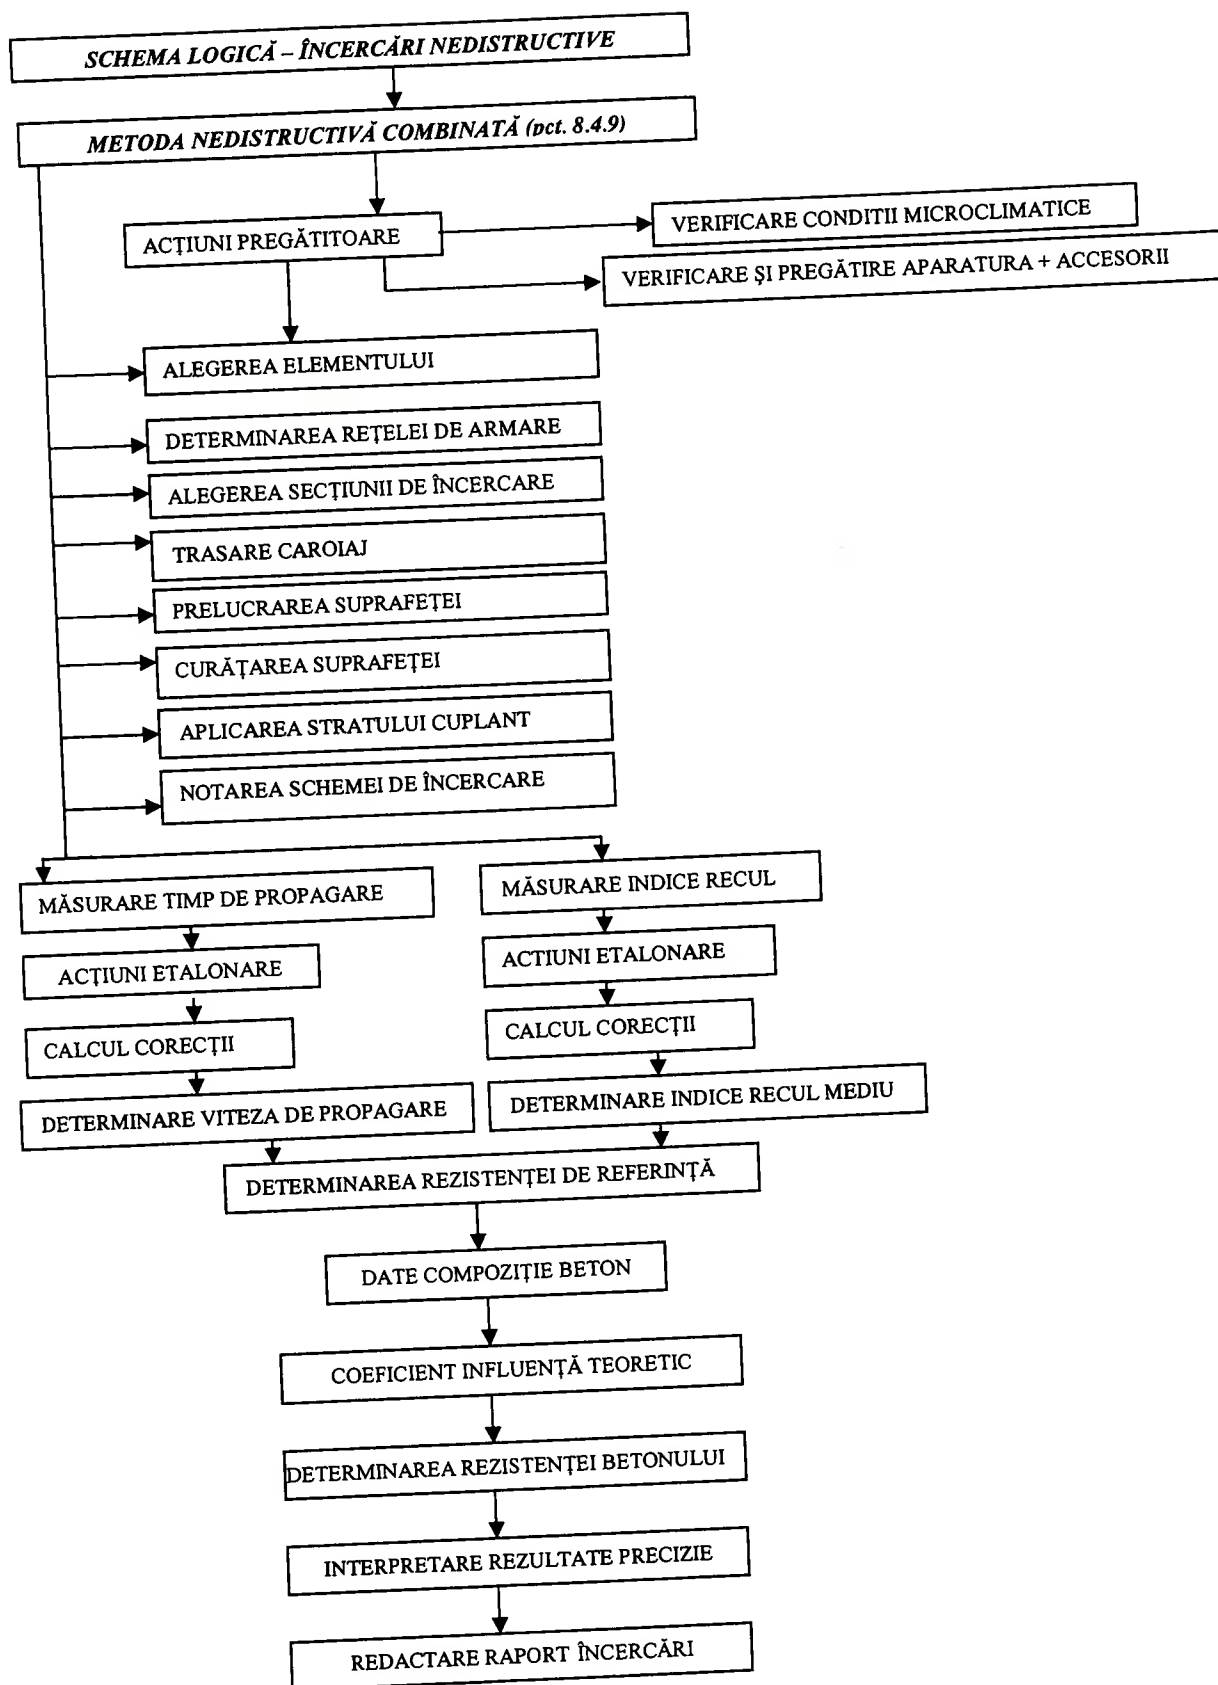 SCHEMA LOGICĂ – ÎNCERCĂRI NEDISTRUCTIVE
METODA NEDISTRUCTIVĂ COMBINATĂ (pct. 8.4.9)
ACȚIUNI PREGĂTITOARE
VERIFICARE CONDITII MICROCLIMATICE
VERIFICARE ȘI PREGĂTIRE APARATURA + ACCESORII
ALEGEREA ELEMENTULUI
DETERMINAREA REȚELEI DE ARMARE
ALEGEREA SECȚIUNII DE ÎNCERCARE
TRASARE CAROIAJ
PRELUCRAREA SUPRAFEȚEI
CURĂȚAREA SUPRAFEȚEI
APLICAREA STRATULUI CUPLANT
NOTAREA SCHEMEI DE ÎNCERCARE
MĂSURARE TIMP DE PROPAGARE
MĂSURARE INDICE RECUL
ACȚIUNI ETALONARE
ACTIUNI ETALONARE
CALCUL CORECȚII
CALCUL CORECȚII
DETERMINARE VITEZA DE PROPAGARE
DETERMINARE INDICE RECUL MEDIU
DETERMINAREA REZISTENȚEI DE REFERINȚĂ
DATE COMPOZIȚIE BETON
COEFICIENT INFLUENȚĂ TEORETIC
DETERMINAREA REZISTENȚEI BETONULUI
INTERPRETARE REZULTATE PRECIZIE
REDACTARE RAPORT ÎNCERCĂRI